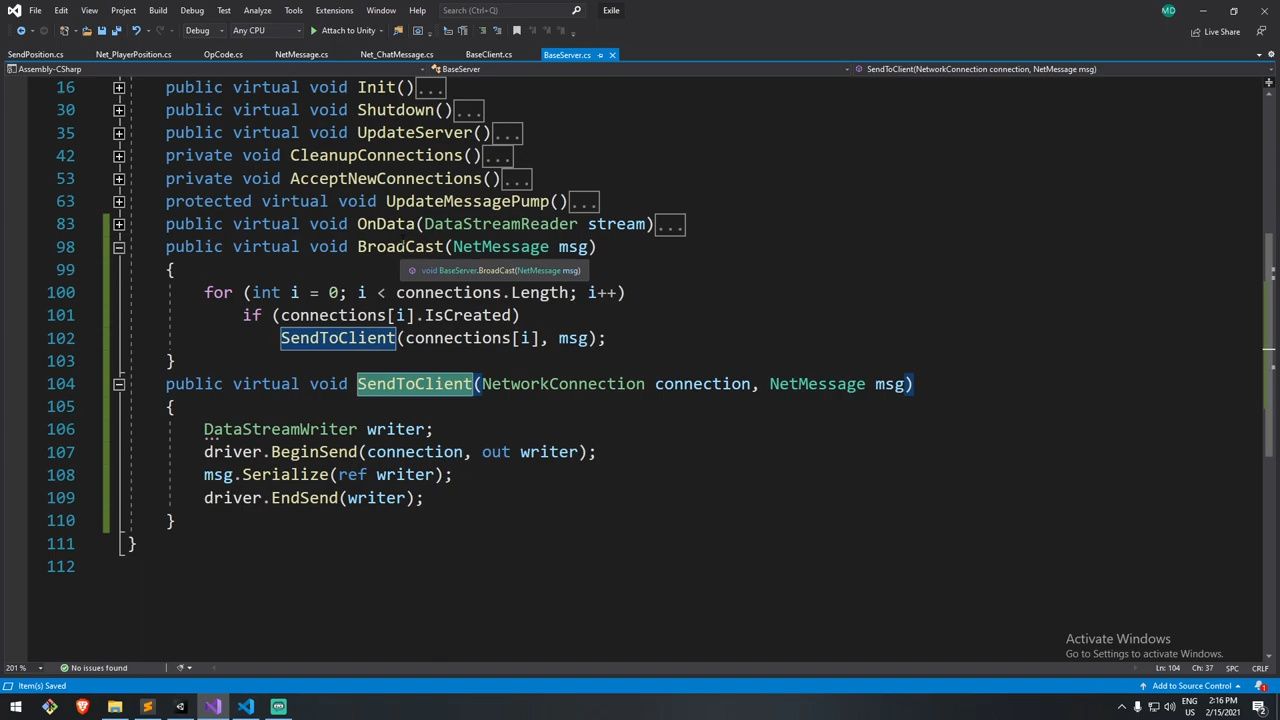 File Edit View Project Build Debug Test Analyze Tools Extensions Window Help Search (Ctrl+Q) Exile MD
Debug Any CPU Attach to Unity Live Share
SendPosition.cs Net_PlayerPosition.cs OpCode.cs NetMessage.cs Net_ChatMessage.cs BaseClient.cs BaseServer.cs
Assembly-CSharp BaseServer SendToClient(NetworkConnection connection, NetMessage msg)
16 public virtual void Init()...
30 public virtual void Shutdown()...
35 public virtual void UpdateServer()...
42 private void CleanupConnections()...
53 private void AcceptNewConnections()...
63 protected virtual void UpdateMessagePump()...
83 public virtual void OnData(DataStreamReader stream)...
98 public virtual void BroadCast(NetMessage msg)
99 {
void BaseServer.BroadCast(NetMessage msg)
100 for (int i = 0; i < connections.Length; i++)
101 if (connections[i].IsCreated)
102 SendToClient(connections[i], msg);
103 }
104 public virtual void SendToClient(NetworkConnection connection, NetMessage msg)
105 {
106 DataStreamWriter writer;
107 driver.BeginSend(connection, out writer);
108 msg.Serialize(ref writer);
109 driver.EndSend(writer);
110 }
111 }
112
Activate Windows
Go to Settings to activate Windows.
201 % No issues found Ln: 104 Ch: 37 SPC CRLF
Item(s) Saved Add to Source Control 1
ENG 2:16 PM
US 2/15/2021 2